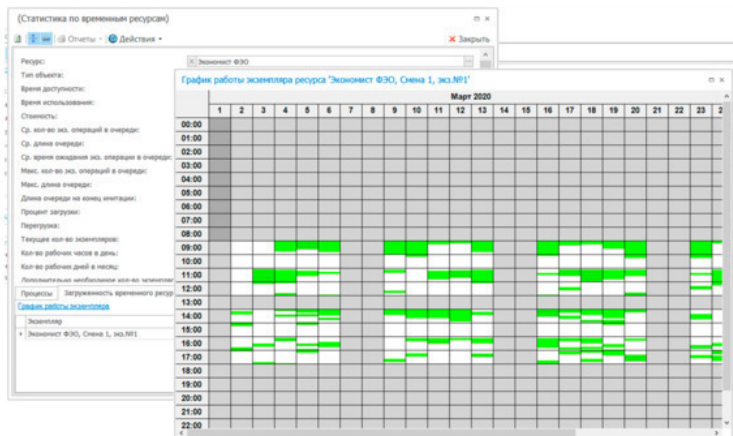 (Статистика по временным ресурсам)
Отчеты
Действия
Закрыть
Ресурс:
Экономист ФЭО
Тип объекта:
Время доступности:
Время использования:
Стоимость:
Ср. кол-во экз. операций в очереди:
Ср. длина очереди:
Ср. время ожидания экз. операции в очереди:
Макс. кол-во экз. операций в очереди:
Макс. длина очереди:
Длина очереди на конец имитации:
Процент загрузки:
Перегрузка:
Текущее кол-во экземпляров:
Кол-во рабочих часов в день:
Кол-во рабочих дней в месяц:
Дополнительно необходимое кол-во экземпляр
Процессы
Загруженность временного ресур
График работы экземпляра
Экземпляр
Экономист ФЭО, Смена 1, экз.№1
График работы экземпляра ресурса 'Экономист ФЭО, Смена 1, экз.№1'
Март 2020
1 2 3 4 5 6 7 8 9 10 11 12 13 14 15 16 17 18 19 20 21 22 23 2
00:00
01:00
02:00
03:00
04:00
05:00
06:00
07:00
08:00
09:00
10:00
11:00
12:00
13:00
14:00
15:00
16:00
17:00
18:00
19:00
20:00
21:00
22:00